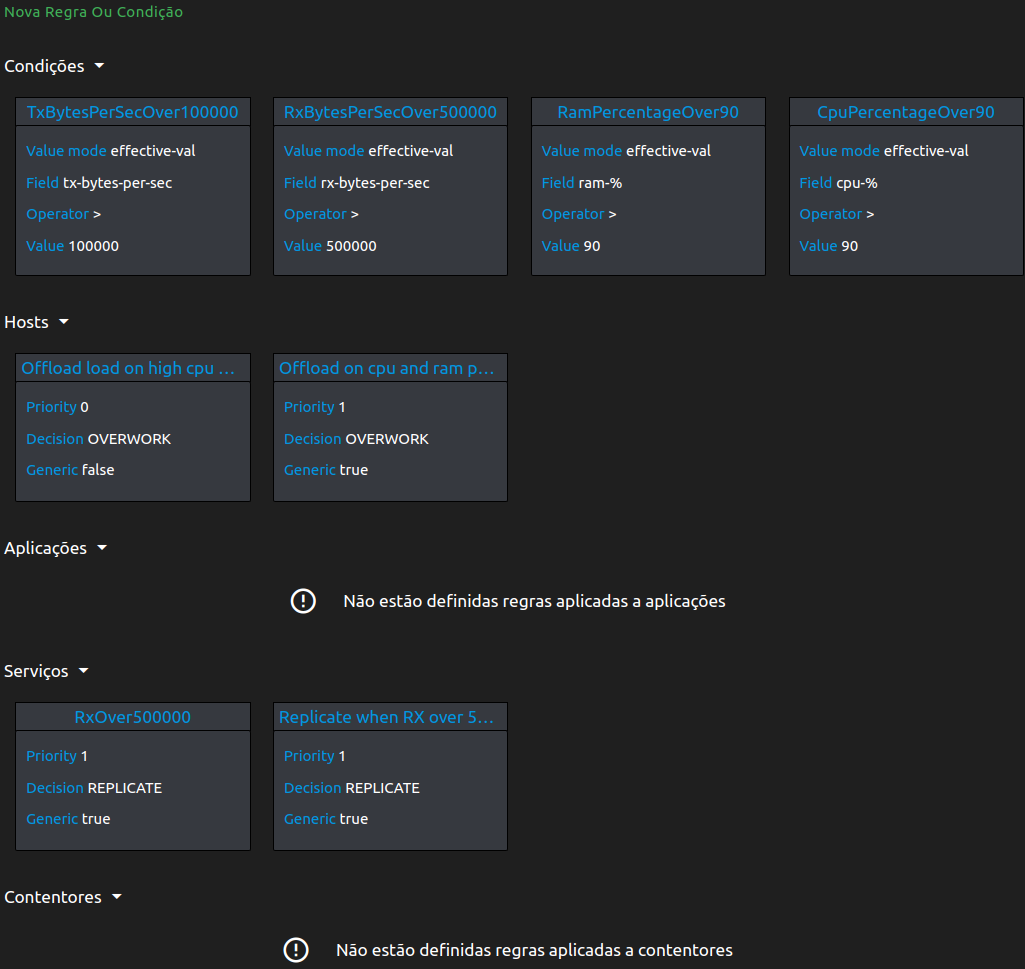 Nova Regra Ou Condição
Condições
TxBytesPerSecOver100000
Value mode effective-val
Field tx-bytes-per-sec
Operator >
Value 100000
RxBytesPerSecOver500000
Value mode effective-val
Field rx-bytes-per-sec
Operator >
Value 500000
RamPercentageOver90
Value mode effective-val
Field ram-%
Operator >
Value 90
CpuPercentageOver90
Value mode effective-val
Field cpu-%
Operator >
Value 90
Hosts
Offload load on high cpu ...
Priority 0
Decision OVERWORK
Generic false
Offload on cpu and ram p...
Priority 1
Decision OVERWORK
Generic true
Aplicações
Não estão definidas regras aplicadas a aplicações
Serviços
RxOver500000
Priority 1
Decision REPLICATE
Generic true
Replicate when RX over 5...
Priority 1
Decision REPLICATE
Generic true
Contentores
Não estão definidas regras aplicadas a contentores